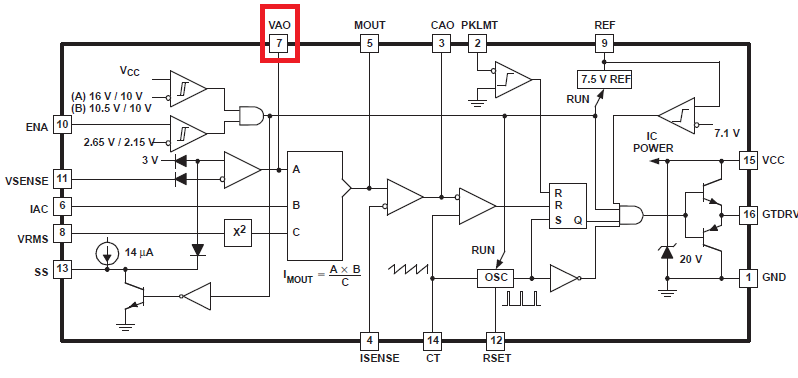 VAO MOUT CAO PKLMT REF
7 5 3 2 9
VCC
7.5 V REF
(A) 16 V / 10 V
(B) 10.5 V / 10 V
RUN
ENA 10
2.65 V / 2.15 V
7.1 V
IC
POWER
3 V
15 VCC
VSENSE 11
A
IAC 6
B
R
R
S Q
16 GTDRV
VRMS 8
X2
C
14 μA
RUN
20 V
SS 13
IMOUT = A × B
C
OSC
1 GND
4 14 12
ISENSE CT RSET